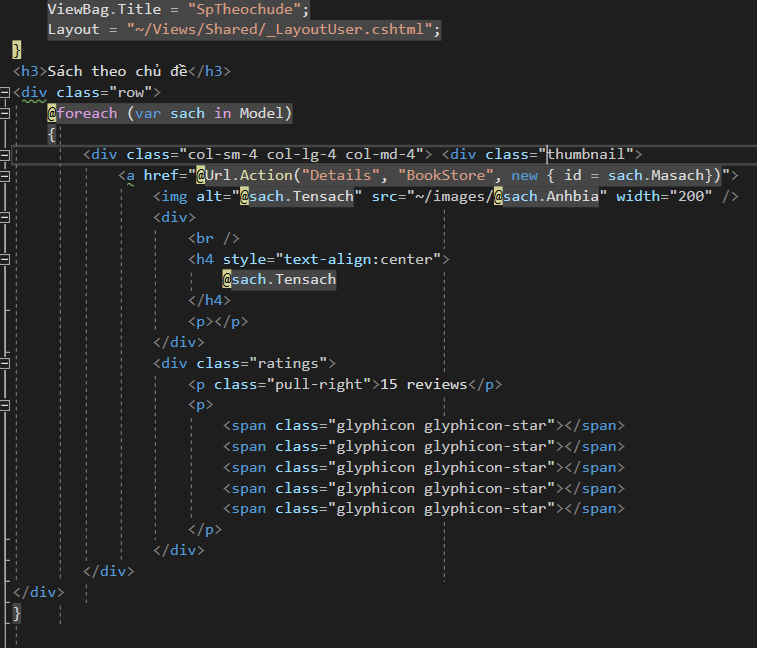 ViewBag.Title = "SpTheochude";
Layout = "~/Views/Shared/_LayoutUser.cshtml";
}
<h3>Sách theo chủ đề</h3>
<div class="row">
@foreach (var sach in Model)
{
<div class="col-sm-4 col-lg-4 col-md-4"> <div class="thumbnail">
<a href="@Url.Action("Details", "BookStore", new { id = sach.Masach})">
<img alt="@sach.Tensach" src="~/images/@sach.Anhbia" width="200" />
<div>
<br />
<h4 style="text-align:center">
@sach.Tensach
</h4>
<p></p>
</div>
<div class="ratings">
<p class="pull-right">15 reviews</p>
<p>
<span class="glyphicon glyphicon-star"></span>
<span class="glyphicon glyphicon-star"></span>
<span class="glyphicon glyphicon-star"></span>
<span class="glyphicon glyphicon-star"></span>
<span class="glyphicon glyphicon-star"></span>
</p>
</div>
</div>
</div>
}